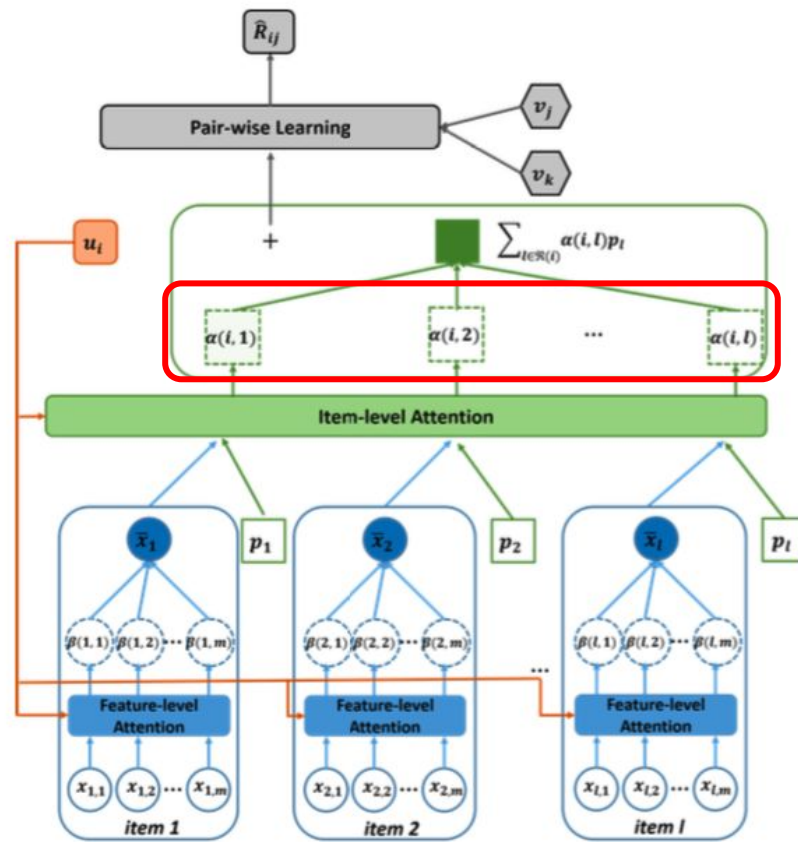 R̂ᵢⱼ
Pair-wise Learning
vⱼ
vₖ
uᵢ
+
∑_{l∈ℜ(i)} α(i, l)pₗ
α(i, 1) α(i, 2) ... α(i, l)
Item-level Attention
x̄₁ p₁ x̄₂ p₂ x̄ₗ pₗ
β(1, 1) β(1, 2) ... β(1, m) β(2, 1) β(2, 2) ... β(2, m) β(l, 1) β(l, 2) ... β(l, m)
...
Feature-level Attention Feature-level Attention Feature-level Attention
x₁,₁ x₁,₂ ... x₁,ₘ x₂,₁ x₂,₂ ... x₂,ₘ xₗ,₁ xₗ,₂ ... xₗ,ₘ
item 1 item 2 item l